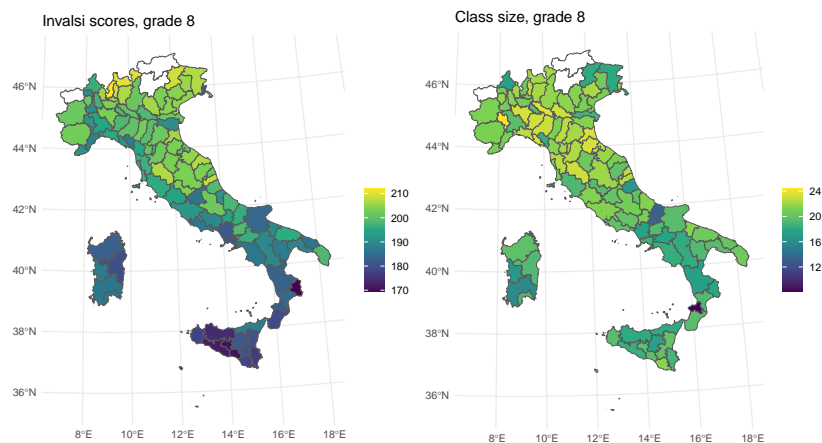 Invalsi scores, grade 8
46°N
44°N
42°N
40°N
38°N
36°N
8°E 10°E 12°E 14°E 16°E 18°E
210
200
190
180
170
Class size, grade 8
46°N
44°N
42°N
40°N
38°N
36°N
8°E 10°E 12°E 14°E 16°E 18°E
24
20
16
12